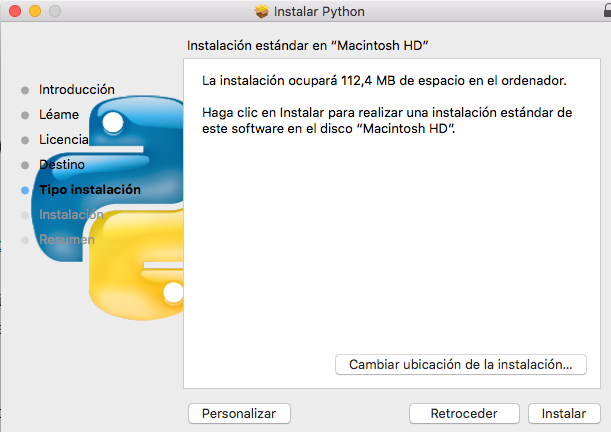 Instalar Python
Instalación estándar en “Macintosh HD”
Introducción
Léame
Licencia
Destino
Tipo instalación
Instalación
Resumen
La instalación ocupará 112,4 MB de espacio en el ordenador.
Haga clic en Instalar para realizar una instalación estándar de
este software en el disco “Macintosh HD”.
Cambiar ubicación de la instalación...
Personalizar
Retroceder
Instalar